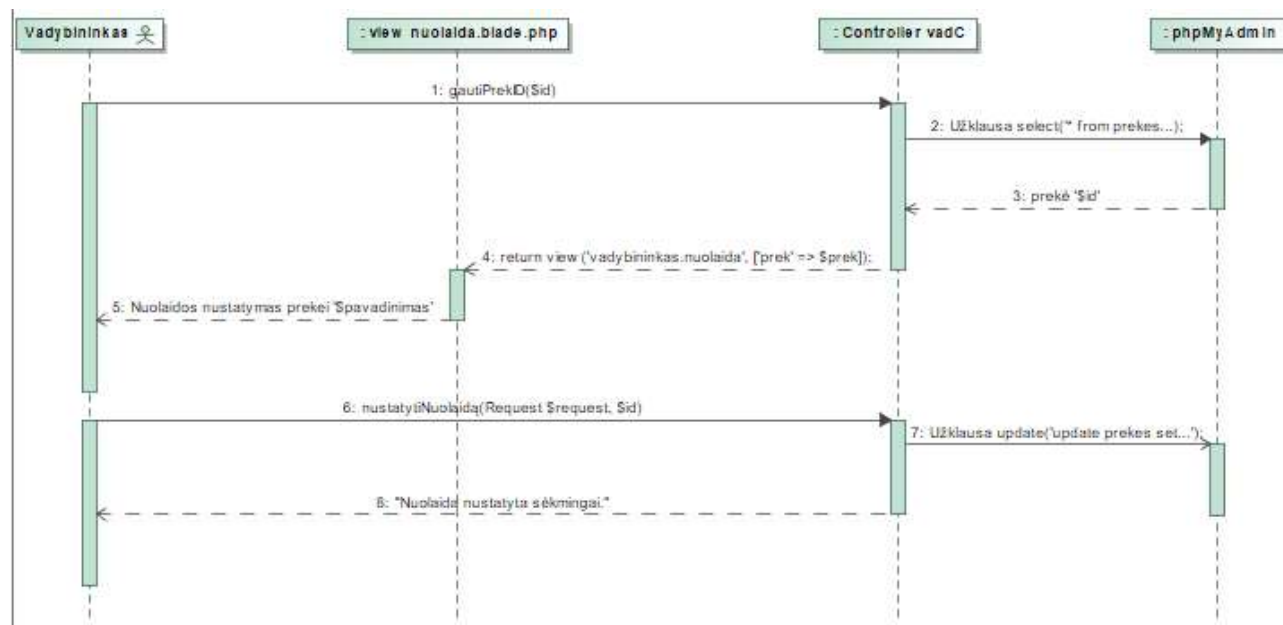 Vadybininkas
: view nuolaida.blade.php
: Controller vadC
: phpMyAdmin
1: gautiPrekID($id)
2: Užklausa select('* from prekes...);
3: prekė '$id'
4: return view ('vadybininkas.nuolaida', ['prek' => $prek]);
5: Nuolaidos nustatymas prekei '$pavadinimas'
6: nustatytiNuolaidą(Request $request, $id)
7: Užklausa update('update prekes set...');
8: "Nuolaida nustatyta sėkmingai."